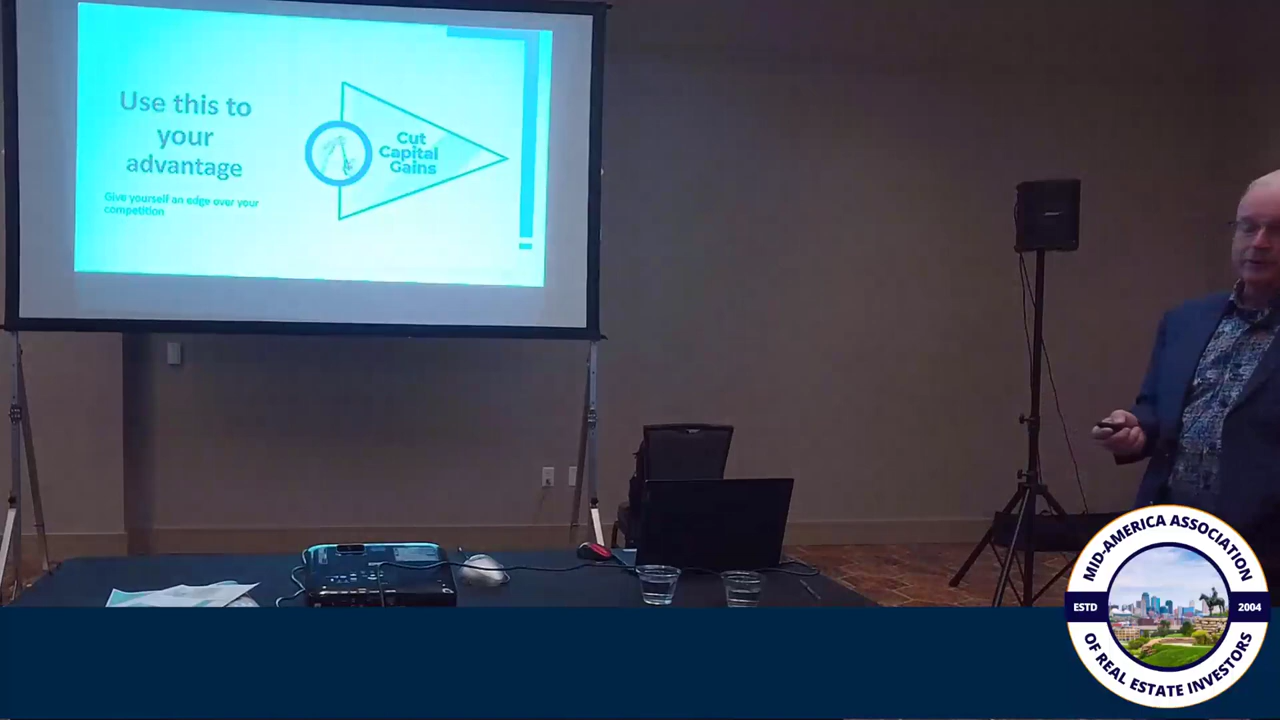 Use this to
your
advantage
Give yourself an edge over your
competition
Cut
Capital
Gains
MID-AMERICA ASSOCIATION
ESTD
2004
OF REAL ESTATE INVESTORS